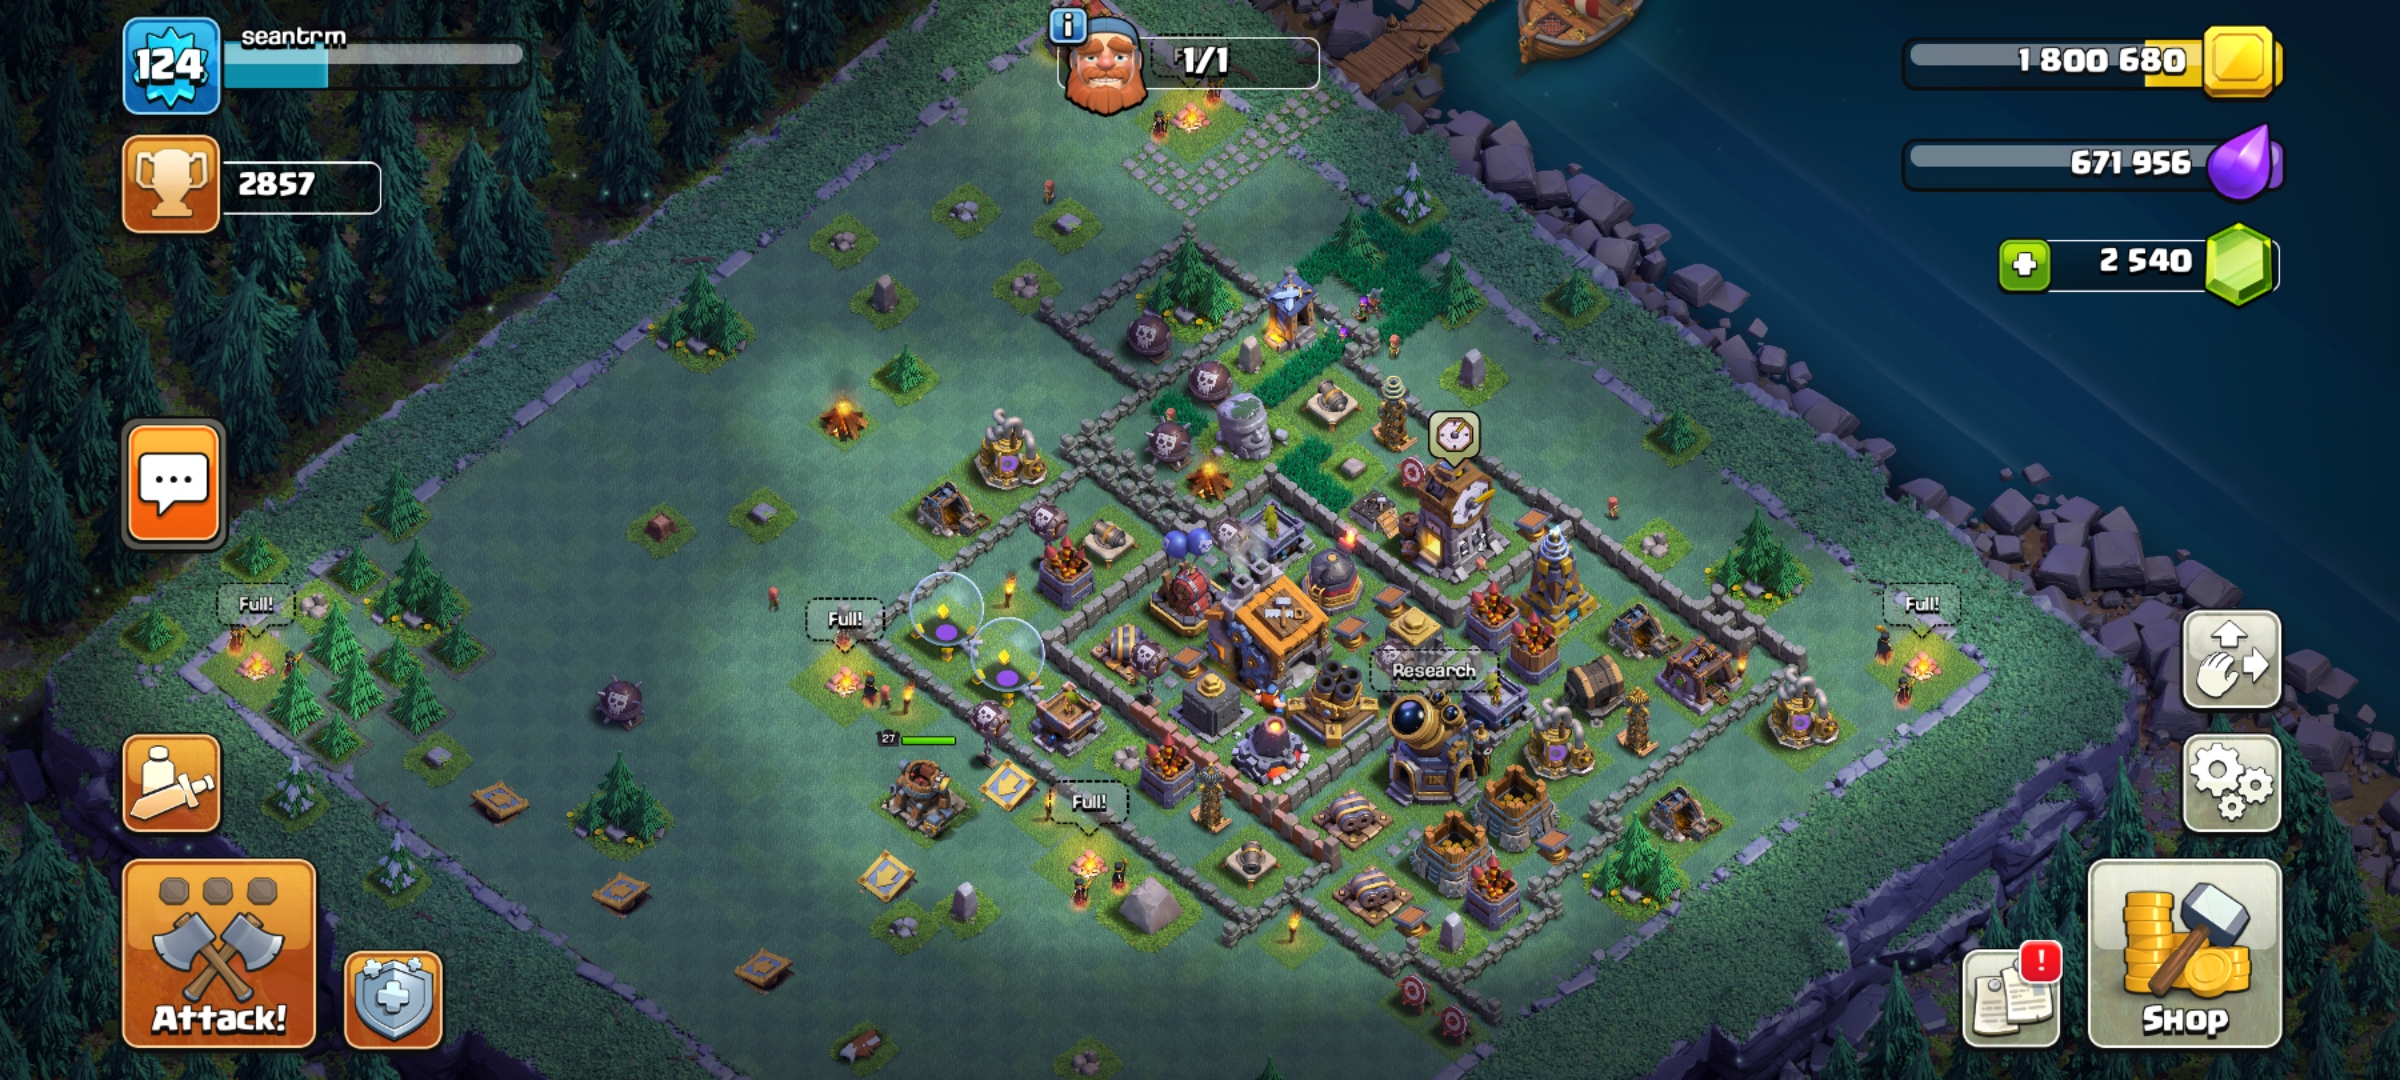 seantrm
124
1/1
1 800 680
2857
671 956
2 540
Full!
Full!
Full!
Research
27
Full!
Attack!
!
Shop